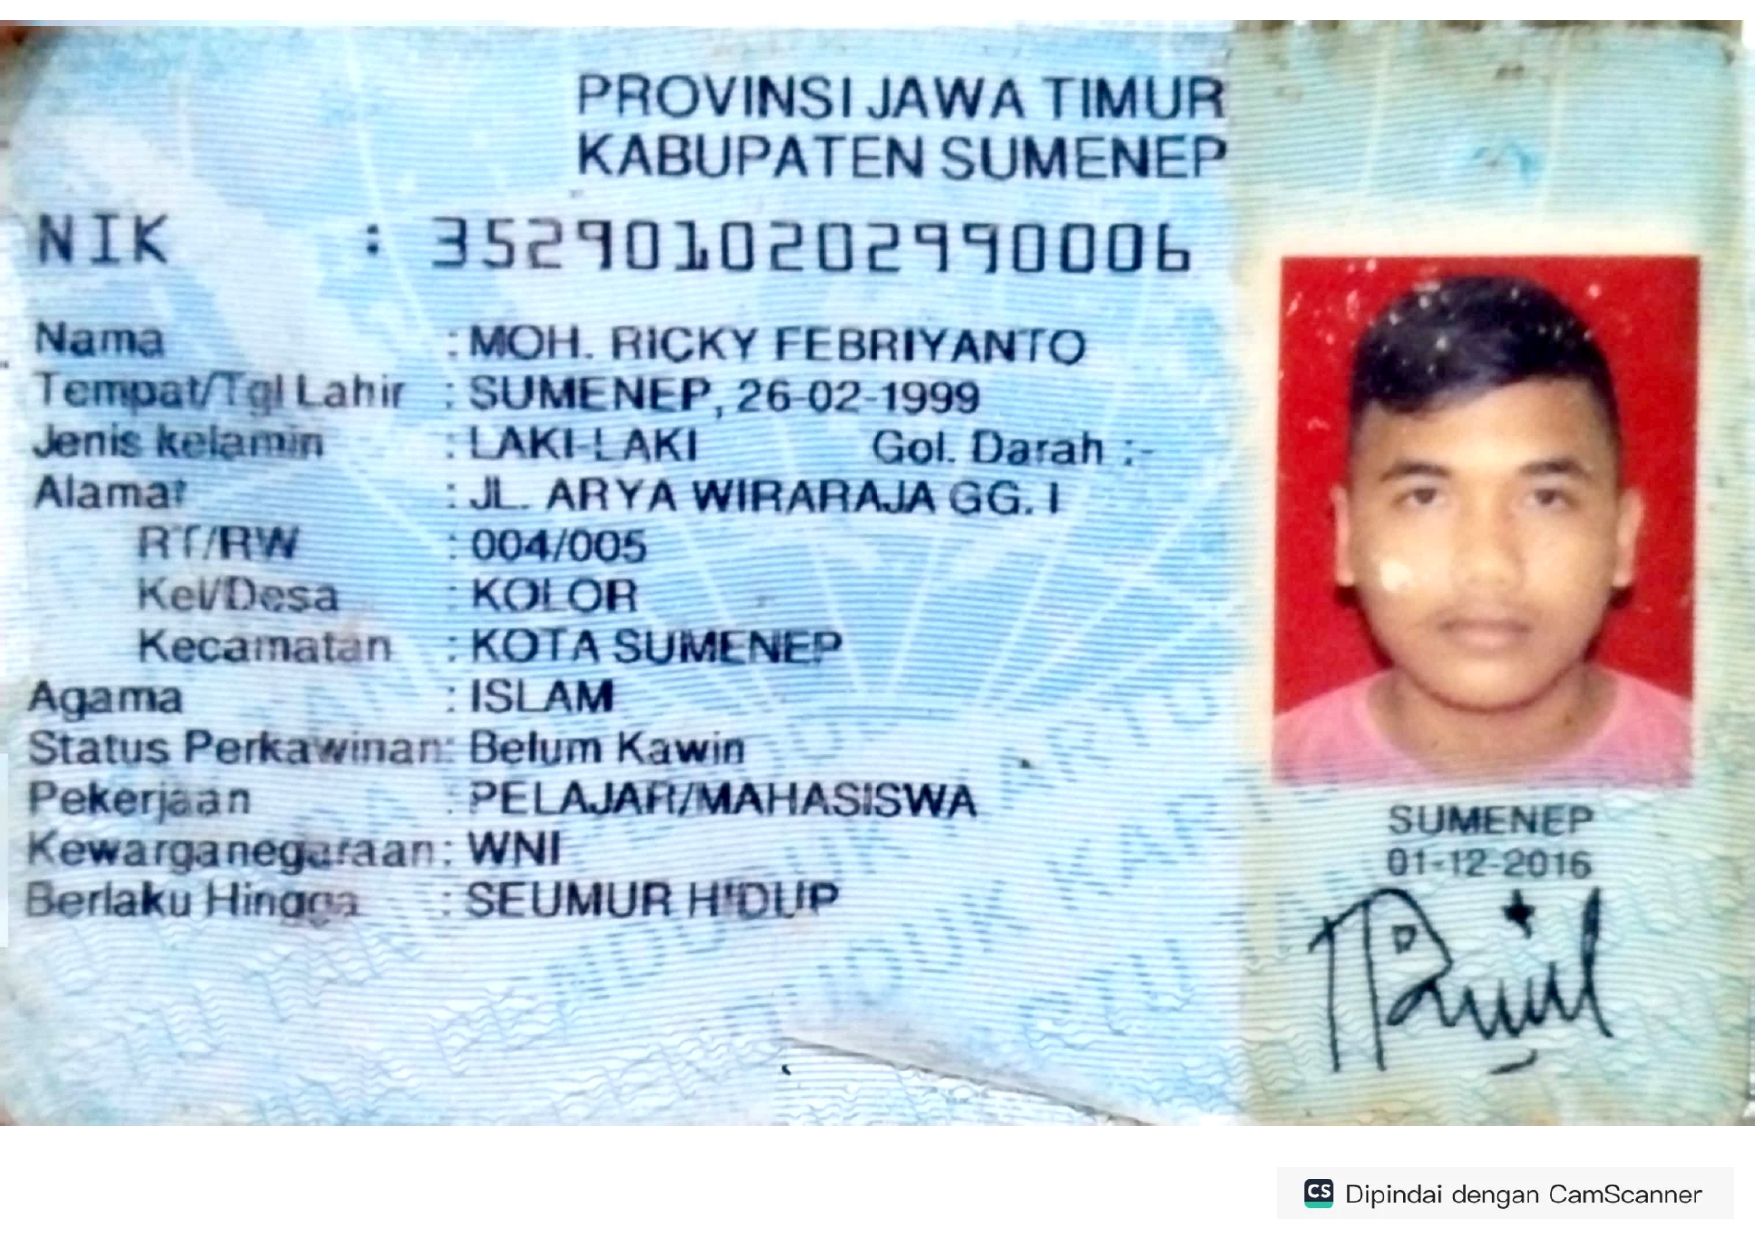 PROVINSI JAWA TIMUR
KABUPATEN SUMENEP
NIK : 3529010202990006
Nama : MOH. RICKY FEBRIYANTO
Tempat/Tgl Lahir : SUMENEP, 26-02-1999
Jenis kelamin : LAKI-LAKI Gol. Darah :-
Alamat : JL. ARYA WIRARAJA GG. I
RT/RW : 004/005
Kel/Desa : KOLOR
Kecamatan : KOTA SUMENEP
Agama : ISLAM
Status Perkawinan: Belum Kawin
Pekerjaan : PELAJAR/MAHASISWA
Kewarganegaraan: WNI
Berlaku Hingga : SEUMUR HIDUP
SUMENEP
01-12-2016
CS Dipindai dengan CamScanner